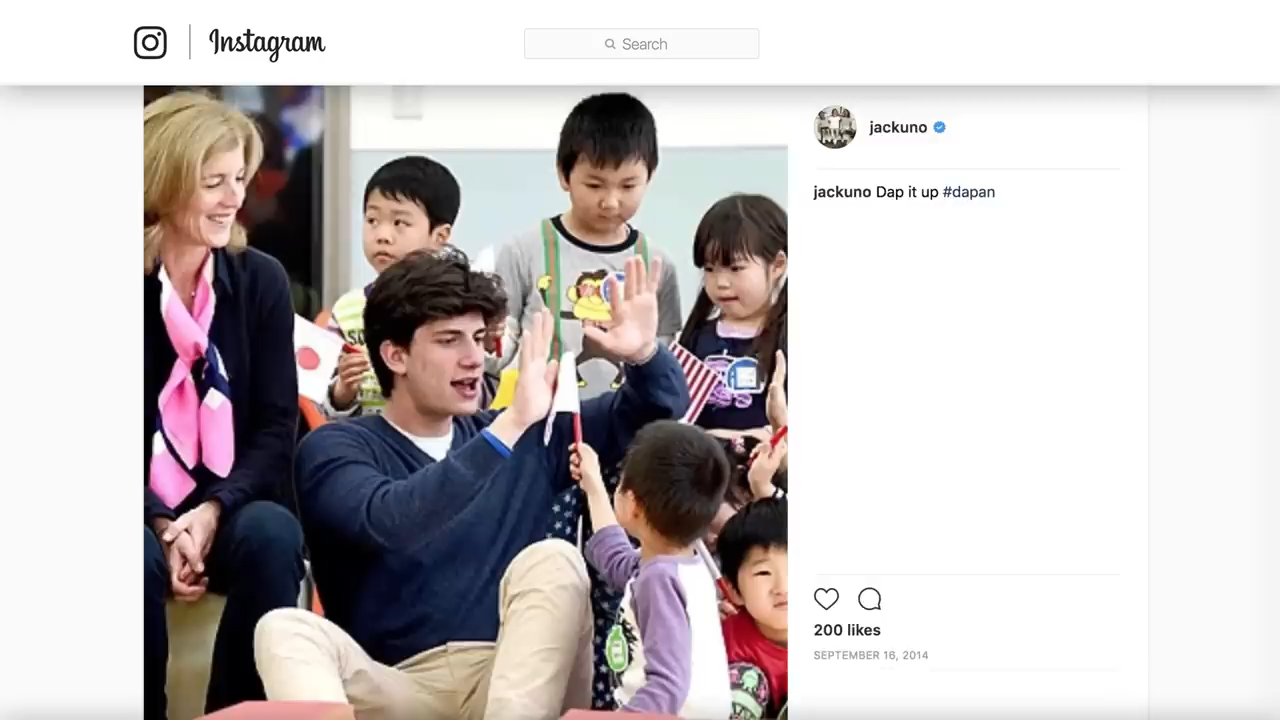 Instagram
Search
jackuno
jackuno Dap it up #dapan
200 likes
SEPTEMBER 16, 2014